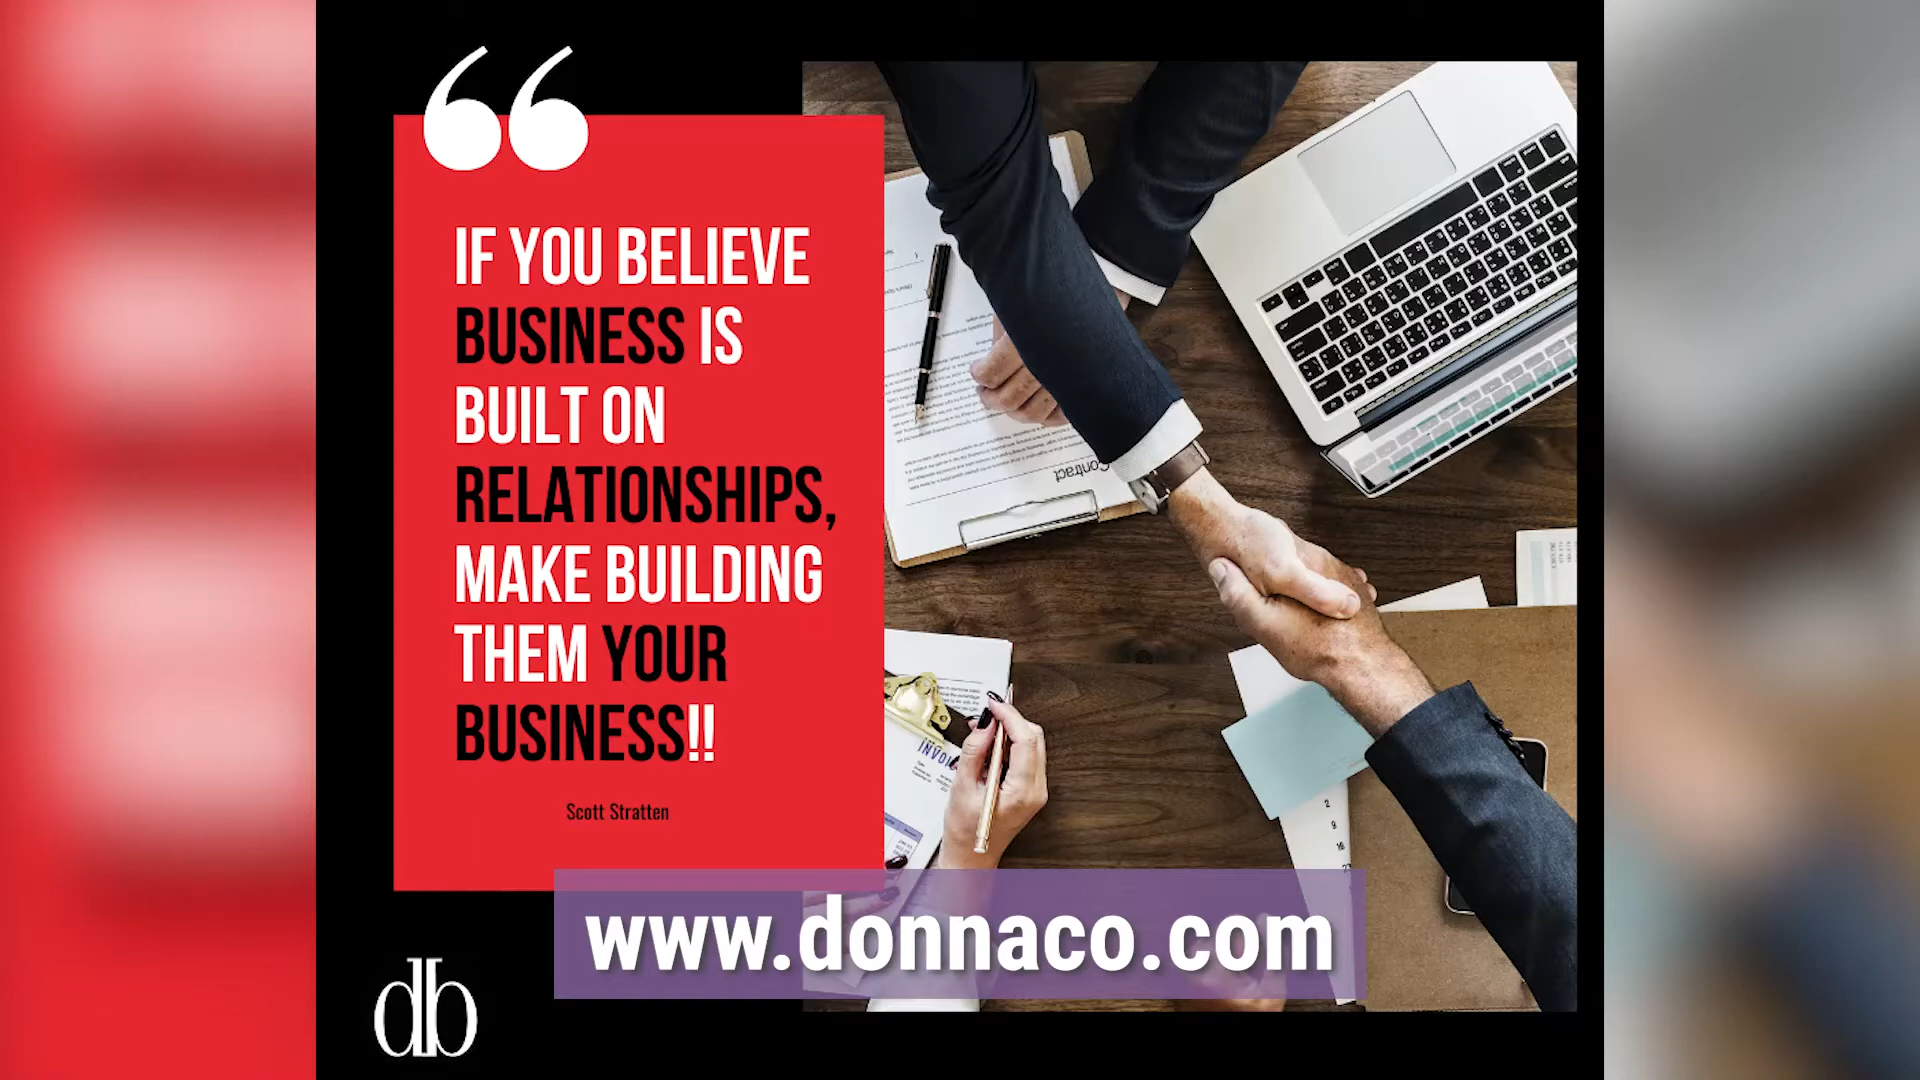 IF YOU BELIEVE
BUSINESS IS
BUILT ON
RELATIONSHIPS,
MAKE BUILDING
THEM YOUR
BUSINESS!!
Scott Stratten
Contract
www.donnaco.com
db